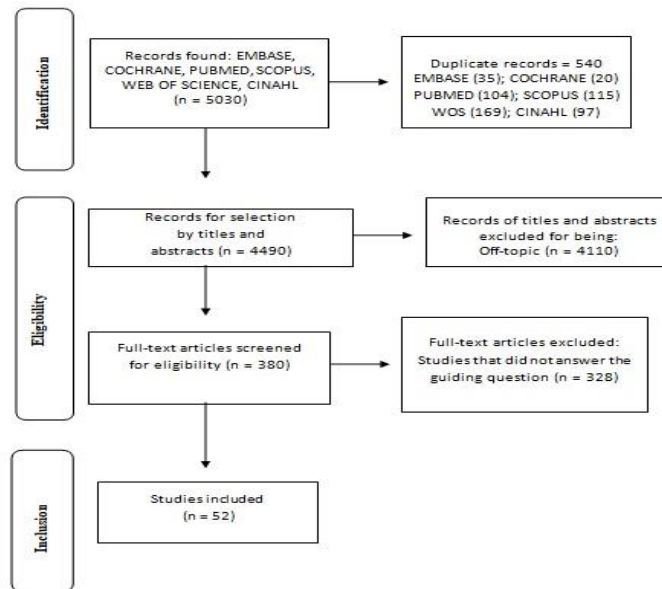 Identification
Records found: EMBASE,
COCHRANE, PUBMED, SCOPUS,
WEB OF SCIENCE, CINAHL
(n = 5030)
Duplicate records = 540
EMBASE (35); COCHRANE (20)
PUBMED (104); SCOPUS (115)
WOS (169); CINAHL (97)
Eligibility
Records for selection
by titles and
abstracts (n = 4490)
Records of titles and abstracts
excluded for being:
Off-topic (n = 4110)
Full-text articles screened
for eligibility (n = 380)
Full-text articles excluded:
Studies that did not answer the
guiding question (n = 328)
Inclusion
Studies included
(n = 52)